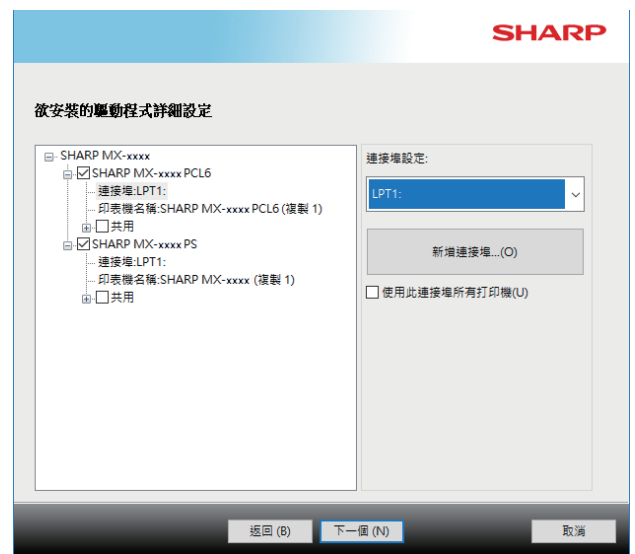 SHARP
欲安裝的驅動程式詳細設定
SHARP MX-xxxx
SHARP MX-xxxx PCL6
連接埠:LPT1:
印表機名稱:SHARP MX-xxxx PCL6 (複製 1)
共用
SHARP MX-xxxx PS
連接埠:LPT1:
印表機名稱:SHARP MX-xxxx (複製 1)
共用
連接埠設定:
LPT1:
新增連接埠...(O)
使用此連接埠所有打印機(U)
返回 (B)
下一個 (N)
取消